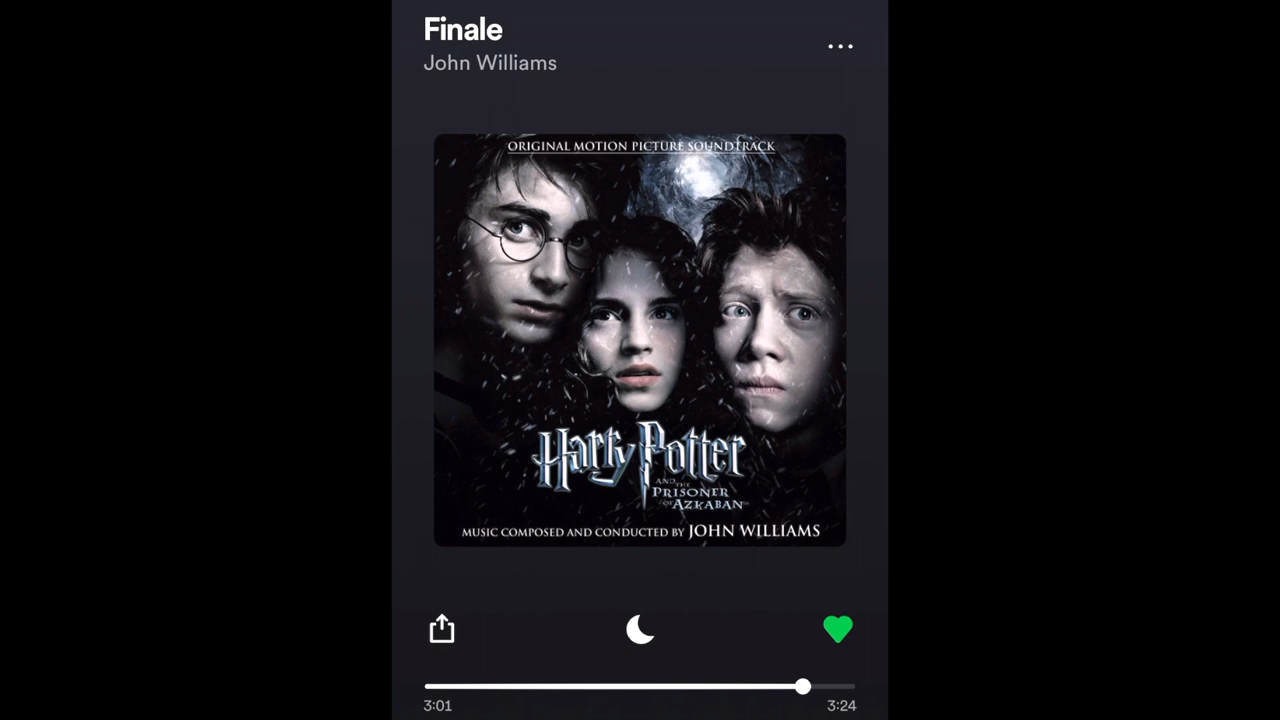 Finale
John Williams
ORIGINAL MOTION PICTURE SOUNDTRACK
Harry Potter
AND THE
PRISONER
OF AZKABAN
MUSIC COMPOSED AND CONDUCTED BY JOHN WILLIAMS
3:01 3:24